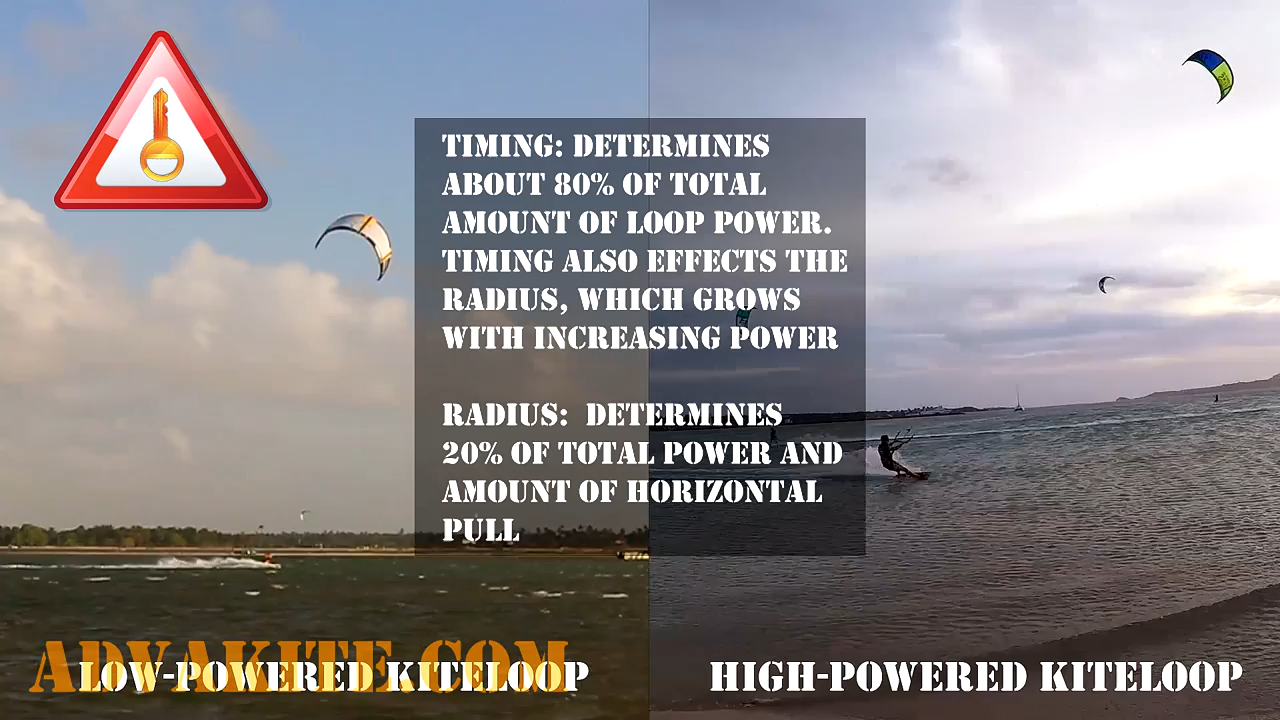 TIMING: DETERMINES
ABOUT 80% OF TOTAL
AMOUNT OF LOOP POWER.
TIMING ALSO EFFECTS THE
RADIUS, WHICH GROWS
WITH INCREASING POWER
RADIUS: DETERMINES
20% OF TOTAL POWER AND
AMOUNT OF HORIZONTAL
PULL
ADVAKITE.COM
LOW-POWERED KITELOOP
HIGH-POWERED KITELOOP